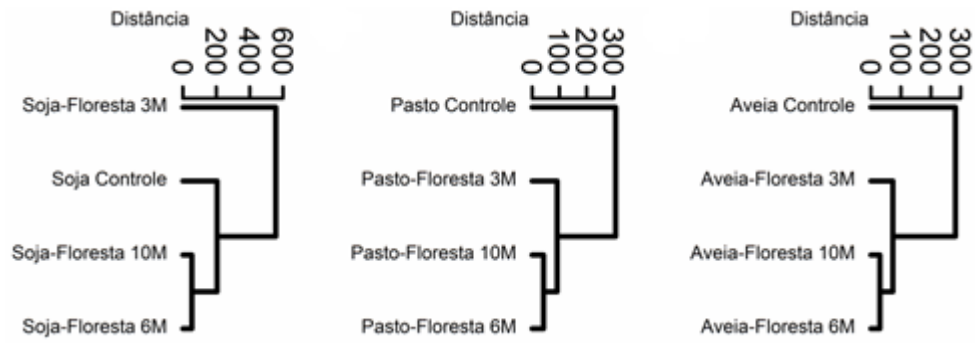 Distância
0 200 400 600
Soja-Floresta 3M
Soja Controle
Soja-Floresta 10M
Soja-Floresta 6M
Distância
0 100 200 300
Pasto Controle
Pasto-Floresta 3M
Pasto-Floresta 10M
Pasto-Floresta 6M
Distância
0 100 200 300
Aveia Controle
Aveia-Floresta 3M
Aveia-Floresta 10M
Aveia-Floresta 6M